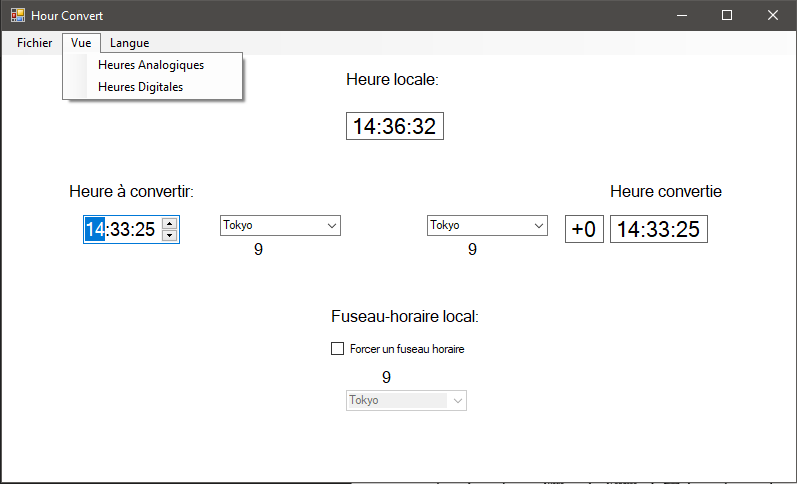 Hour Convert
Fichier Vue Langue
Heures Analogiques
Heures Digitales
Heure locale:
14:36:32
Heure à convertir:
Heure convertie
14:33:25 Tokyo Tokyo +0 14:33:25
9 9
Fuseau-horaire local:
Forcer un fuseau horaire
9
Tokyo